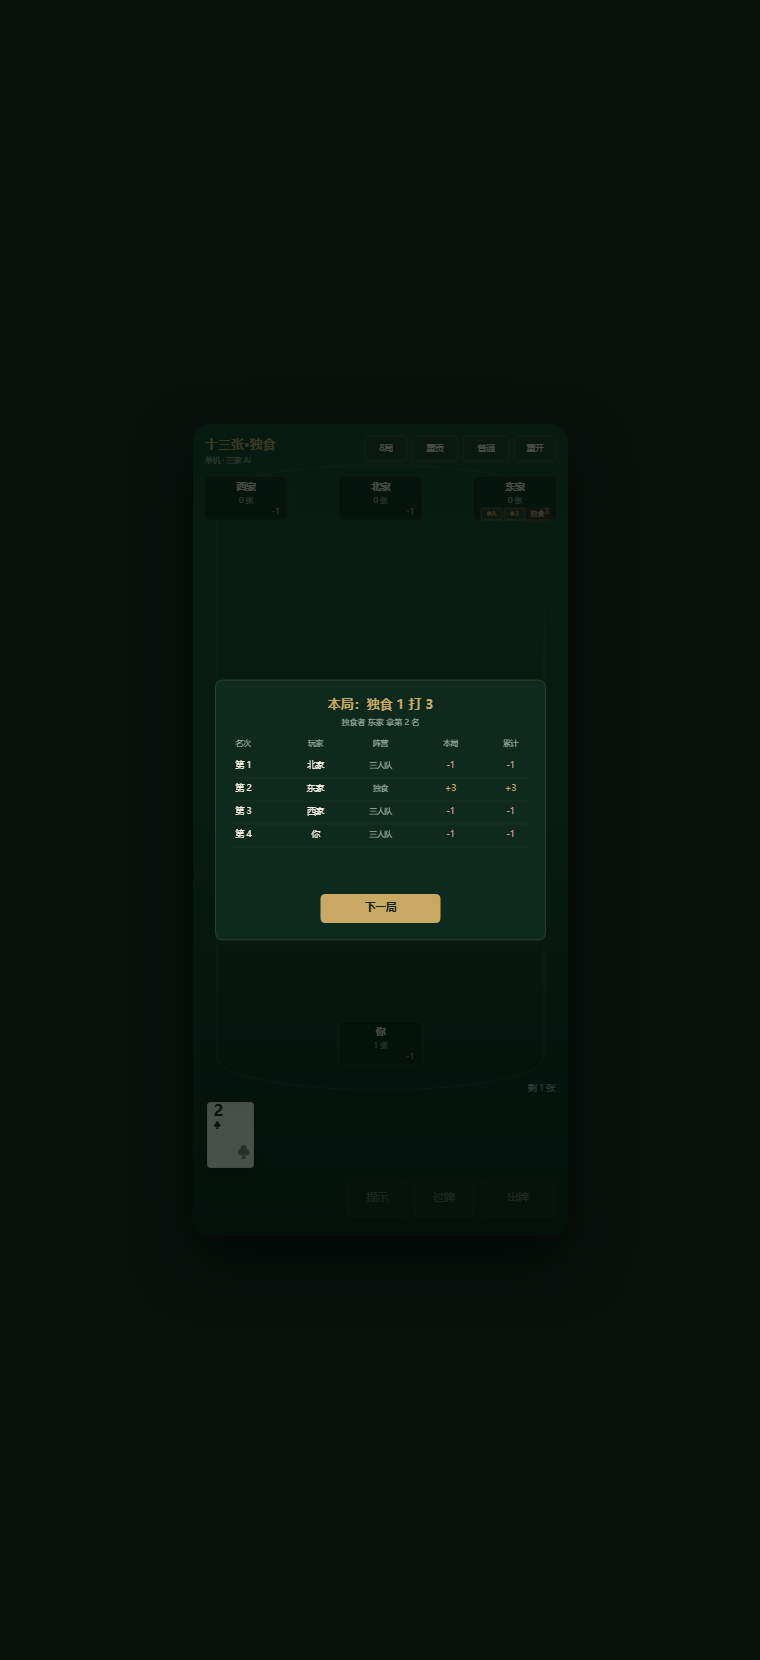 十三张·独食
单机 · 三家 AI
8局 重贡 普通 重开
西家 北家 东家
0 张 0 张 0 张
-1 -1
♠A ♠3 独食
本局：独食 1 打 3
独食者 东家 拿第 2 名
名次 玩家 阵营 本局 累计
第 1 北家 三人队 -1 -1
第 2 东家 独食 +3 +3
第 3 西家 三人队 -1 -1
第 4 你 三人队 -1 -1
下一局
你
1 张
-1
剩 1 张
2
♣
提示 过牌 出牌